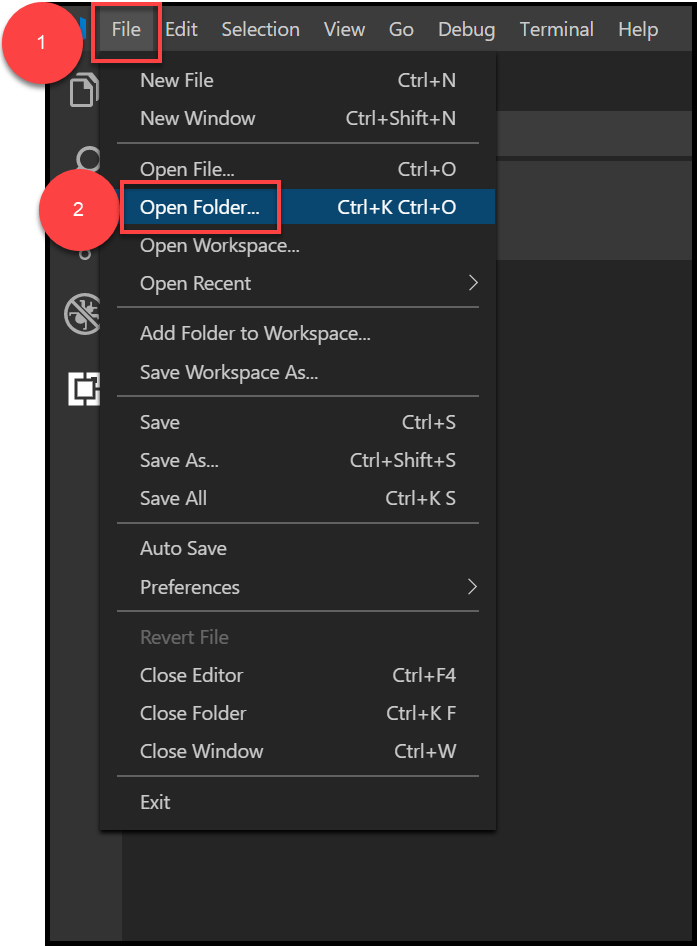 1
File Edit Selection View Go Debug Terminal Help
New File Ctrl+N
New Window Ctrl+Shift+N
Open File... Ctrl+O
2
Open Folder... Ctrl+K Ctrl+O
Open Workspace...
Open Recent
Add Folder to Workspace...
Save Workspace As...
Save Ctrl+S
Save As... Ctrl+Shift+S
Save All Ctrl+K S
Auto Save
Preferences
Revert File
Close Editor Ctrl+F4
Close Folder Ctrl+K F
Close Window Ctrl+W
Exit